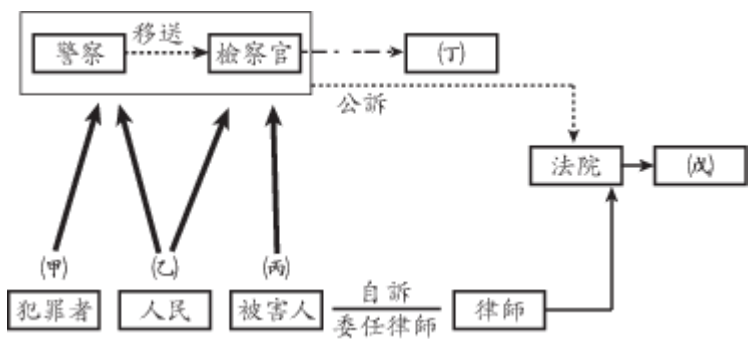 警察
移送
檢察官
(丁)
公訴
法院
(戊)
(甲)
(乙)
(丙)
犯罪者
人民
被害人
自訴
委任律師
律師